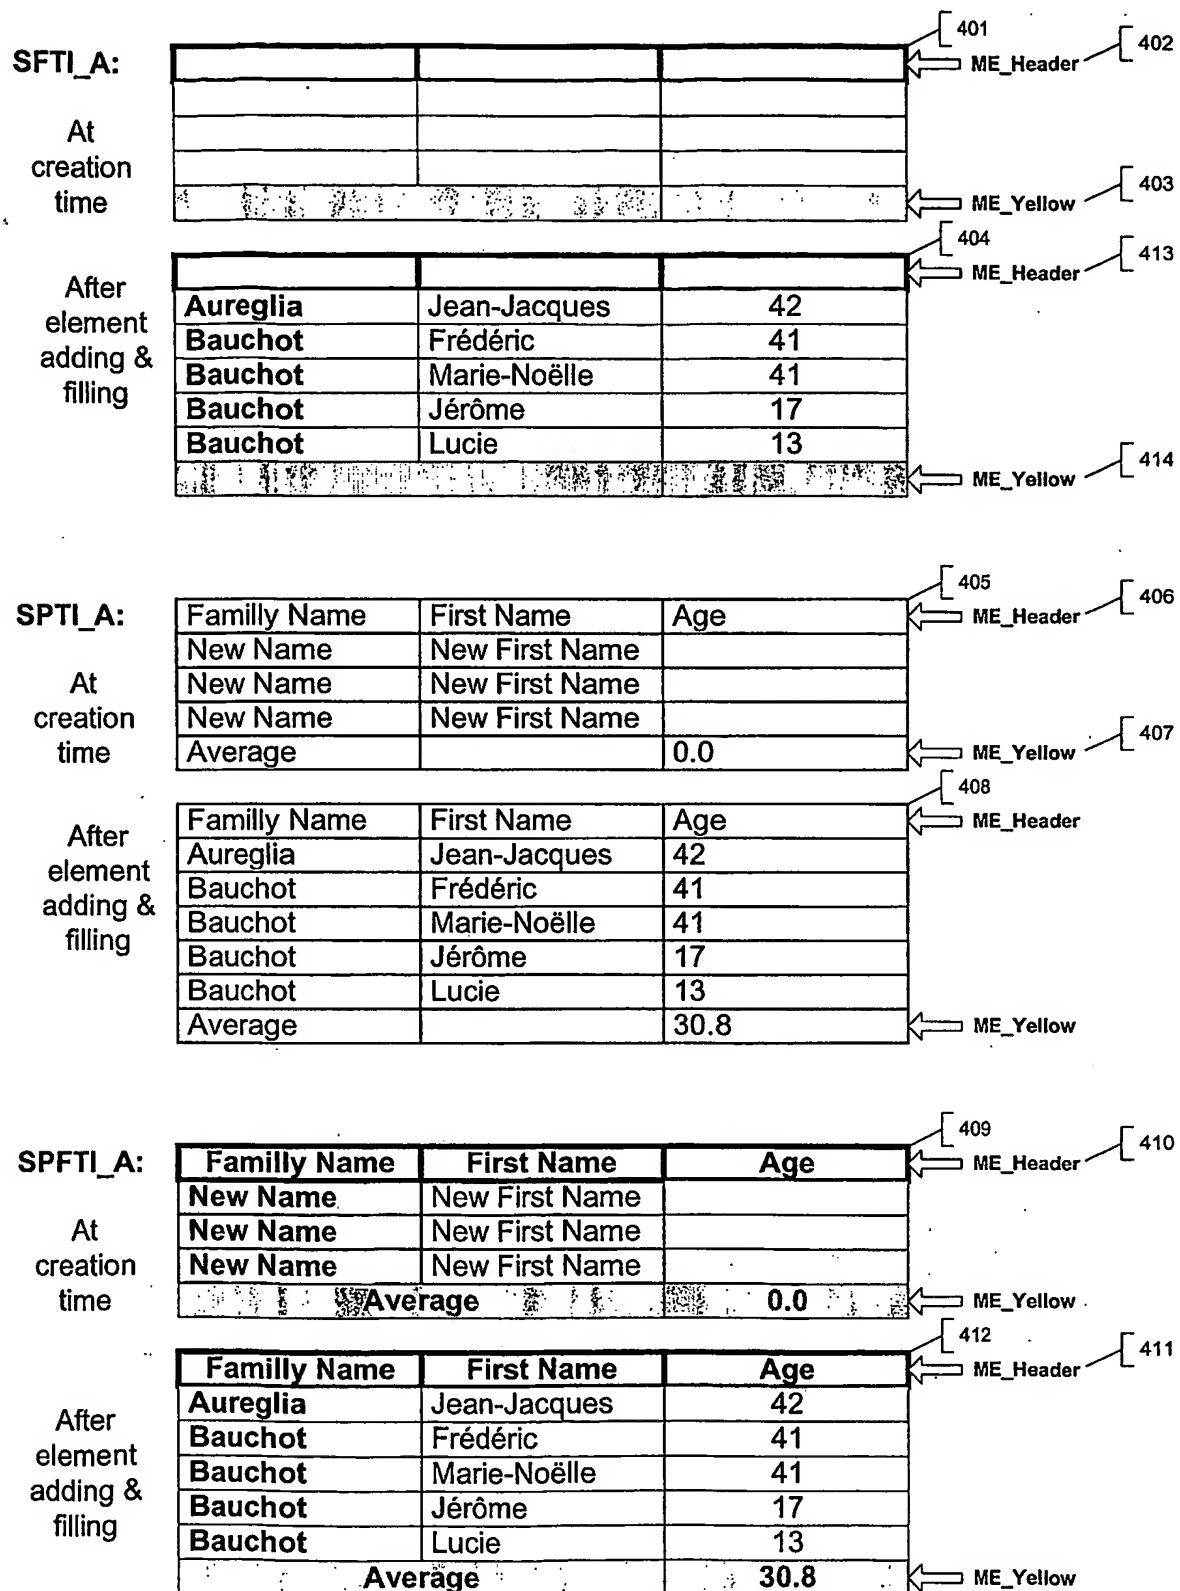 401
SFTI_A:
ME_Header 402
At
creation
time
ME_Yellow 403
404
ME_Header 413
After
element
adding &
filling
Aureglia Jean-Jacques 42
Bauchot Frédéric 41
Bauchot Marie-Noëlle 41
Bauchot Jérôme 17
Bauchot Lucie 13
ME_Yellow 414
405
SPTI_A:
Familly Name First Name Age
ME_Header 406
At
creation
time
New Name New First Name
New Name New First Name
New Name New First Name
Average 0.0
ME_Yellow 407
408
After
element
adding &
filling
Familly Name First Name Age
ME_Header
Aureglia Jean-Jacques 42
Bauchot Frédéric 41
Bauchot Marie-Noëlle 41
Bauchot Jérôme 17
Bauchot Lucie 13
Average 30.8
ME_Yellow
409
SPFTI_A:
Familly Name First Name Age
ME_Header 410
At
creation
time
New Name New First Name
New Name New First Name
New Name New First Name
Average 0.0
ME_Yellow
412
Familly Name First Name Age
ME_Header 411
After
element
adding &
filling
Aureglia Jean-Jacques 42
Bauchot Frédéric 41
Bauchot Marie-Noëlle 41
Bauchot Jérôme 17
Bauchot Lucie 13
Average 30.8
ME_Yellow